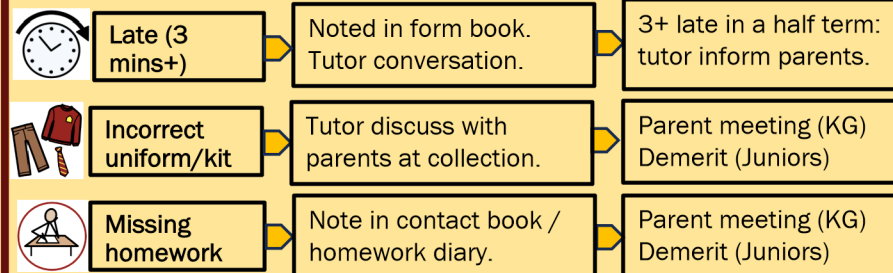 Late (3
mins+)
Noted in form book.
Tutor conversation.
3+ late in a half term:
tutor inform parents.
Incorrect
uniform/kit
Tutor discuss with
parents at collection.
Parent meeting (KG)
Demerit (Juniors)
Missing
homework
Note in contact book /
homework diary.
Parent meeting (KG)
Demerit (Juniors)